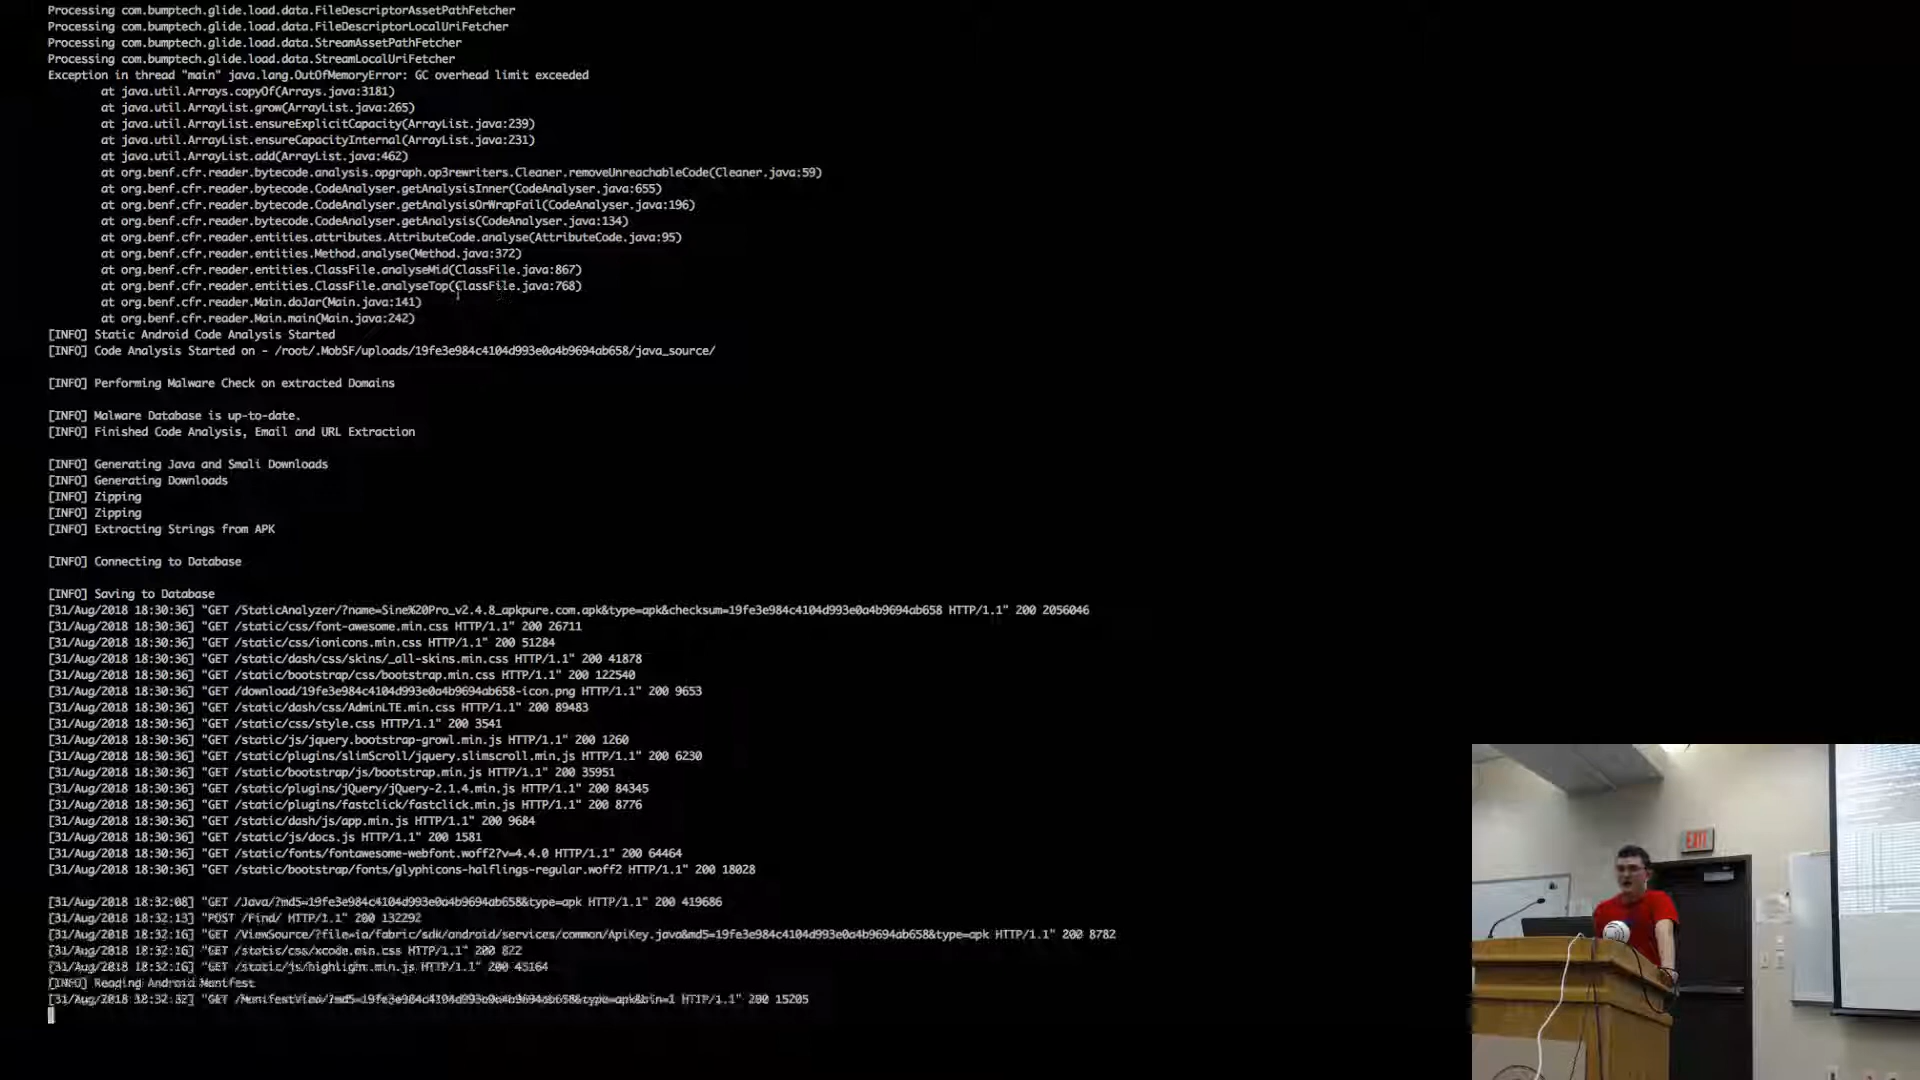 Processing com.bumptech.glide.load.data.FileDescriptorAssetPathFetcher
Processing com.bumptech.glide.load.data.FileDescriptorLocalUriFetcher
Processing com.bumptech.glide.load.data.StreamAssetPathFetcher
Processing com.bumptech.glide.load.data.StreamLocalUriFetcher
Exception in thread "main" java.lang.OutOfMemoryError: GC overhead limit exceeded
at java.util.Arrays.copyOf(Arrays.java:3181)
at java.util.ArrayList.grow(ArrayList.java:265)
at java.util.ArrayList.ensureExplicitCapacity(ArrayList.java:239)
at java.util.ArrayList.ensureCapacityInternal(ArrayList.java:231)
at java.util.ArrayList.add(ArrayList.java:462)
at org.benf.cfr.reader.bytecode.analysis.opgraph.op3rewriters.Cleaner.removeUnreachableCode(Cleaner.java:59)
at org.benf.cfr.reader.bytecode.CodeAnalyser.getAnalysisInner(CodeAnalyser.java:655)
at org.benf.cfr.reader.bytecode.CodeAnalyser.getAnalysisOrWrapFail(CodeAnalyser.java:196)
at org.benf.cfr.reader.bytecode.CodeAnalyser.getAnalysis(CodeAnalyser.java:134)
at org.benf.cfr.reader.entities.attributes.AttributeCode.analyse(AttributeCode.java:95)
at org.benf.cfr.reader.entities.Method.analyse(Method.java:372)
at org.benf.cfr.reader.entities.ClassFile.analyseMid(ClassFile.java:867)
at org.benf.cfr.reader.entities.ClassFile.analyseTop(ClassFile.java:768)
at org.benf.cfr.reader.Main.doJar(Main.java:141)
at org.benf.cfr.reader.Main.main(Main.java:242)
[INFO] Static Android Code Analysis Started
[INFO] Code Analysis Started on - /root/.MobSF/uploads/19fe3e984c4104d993e0a4b9694ab658/java_source/
[INFO] Performing Malware Check on extracted Domains
[INFO] Malware Database is up-to-date.
[INFO] Finished Code Analysis, Email and URL Extraction
[INFO] Generating Java and Smali Downloads
[INFO] Generating Downloads
[INFO] Zipping
[INFO] Zipping
[INFO] Extracting Strings from APK
[INFO] Connecting to Database
[INFO] Saving to Database
[31/Aug/2018 18:30:36] "GET /StaticAnalyzer/?name=Sine%20Pro_v2.4.8_apkpure.com.apk&type=apk&checksum=19fe3e984c4104d993e0a4b9694ab658 HTTP/1.1" 200 2056046
[31/Aug/2018 18:30:36] "GET /static/css/font-awesome.min.css HTTP/1.1" 200 26711
[31/Aug/2018 18:30:36] "GET /static/css/ionicons.min.css HTTP/1.1" 200 51284
[31/Aug/2018 18:30:36] "GET /static/dash/css/skins/_all-skins.min.css HTTP/1.1" 200 41878
[31/Aug/2018 18:30:36] "GET /static/bootstrap/css/bootstrap.min.css HTTP/1.1" 200 122540
[31/Aug/2018 18:30:36] "GET /download/19fe3e984c4104d993e0a4b9694ab658-icon.png HTTP/1.1" 200 9653
[31/Aug/2018 18:30:36] "GET /static/dash/css/AdminLTE.min.css HTTP/1.1" 200 89483
[31/Aug/2018 18:30:36] "GET /static/css/style.css HTTP/1.1" 200 3541
[31/Aug/2018 18:30:36] "GET /static/js/jquery.bootstrap-growl.min.js HTTP/1.1" 200 1260
[31/Aug/2018 18:30:36] "GET /static/plugins/slimScroll/jquery.slimscroll.min.js HTTP/1.1" 200 6230
[31/Aug/2018 18:30:36] "GET /static/bootstrap/js/bootstrap.min.js HTTP/1.1" 200 35951
[31/Aug/2018 18:30:36] "GET /static/plugins/jQuery/jQuery-2.1.4.min.js HTTP/1.1" 200 84345
[31/Aug/2018 18:30:36] "GET /static/plugins/fastclick/fastclick.min.js HTTP/1.1" 200 8776
[31/Aug/2018 18:30:36] "GET /static/dash/js/app.min.js HTTP/1.1" 200 9684
[31/Aug/2018 18:30:36] "GET /static/js/docs.js HTTP/1.1" 200 1581
[31/Aug/2018 18:30:36] "GET /static/fonts/fontawesome-webfont.woff2?v=4.4.0 HTTP/1.1" 200 64464
[31/Aug/2018 18:30:36] "GET /static/bootstrap/fonts/glyphicons-halflings-regular.woff2 HTTP/1.1" 200 18028
[31/Aug/2018 18:32:08] "GET /Java/?md5=19fe3e984c4104d993e0a4b9694ab658&type=apk HTTP/1.1" 200 419686
[31/Aug/2018 18:32:13] "POST /Find/ HTTP/1.1" 200 132292
[31/Aug/2018 18:32:16] "GET /ViewSource/?file=io/fabric/sdk/android/services/common/ApiKey.java&md5=19fe3e984c4104d993e0a4b9694ab658&type=apk HTTP/1.1" 200 8782
[31/Aug/2018 18:32:16] "GET /static/css/xcode.min.css HTTP/1.1" 200 822
[31/Aug/2018 18:32:16] "GET /static/js/highlight.min.js HTTP/1.1" 200 45164
[INFO] Reading Android Manifest
[31/Aug/2018 18:32:32] "GET /ManifestView/?md5=19fe3e984c4104d993e0a4b9694ab658&type=apk&bin=1 HTTP/1.1" 200 15205
EXIT